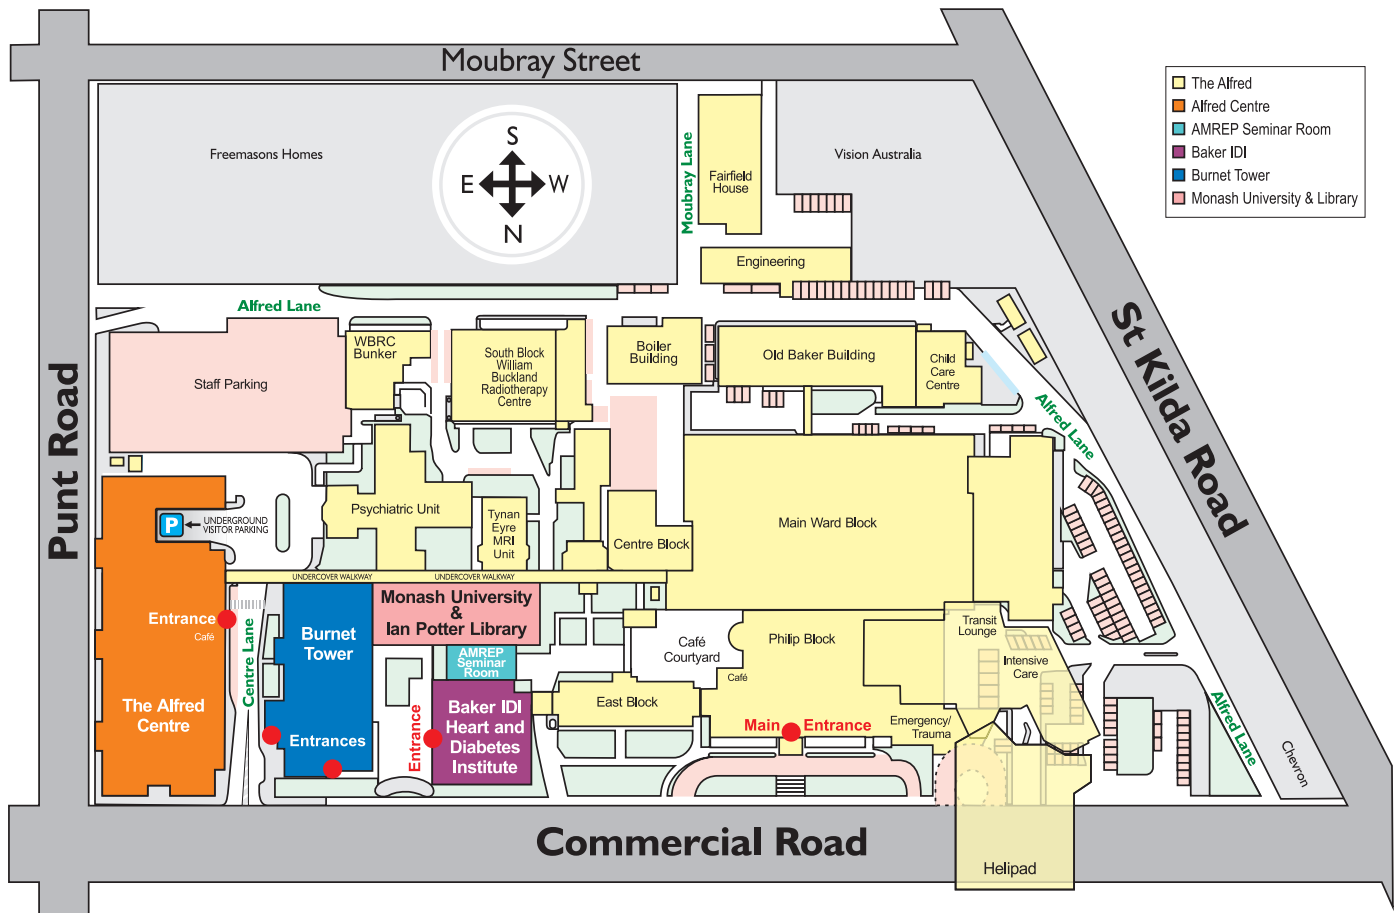 Moubray Street
The Alfred
Alfred Centre
AMREP Seminar Room
Baker IDI
Burnet Tower
Monash University & Library
Freemasons Homes
S
E
W
N
Moubray Lane
Fairfield
House
Vision Australia
Engineering
Alfred Lane
St Kilda Road
WBRC
Bunker
South Block
William
Buckland
Radiotherapy
Centre
Boiler
Building
Old Baker Building
Child
Care
Centre
Staff Parking
Alfred Lane
Punt Road
P
UNDERGROUND
VISITOR PARKING
Psychiatric Unit
Tynan
Eyre
MRI
Unit
Centre Block
Main Ward Block
UNDERCOVER WALKWAY
UNDERCOVER WALKWAY
Entrance
Café
Centre Lane
Burnet
Tower
Monash University
&
Ian Potter Library
AMREP
Seminar
Room
Café
Courtyard
Philip Block
Café
Transit
Lounge
Intensive
Care
The Alfred
Centre
Entrances
Entrance
Baker IDI
Heart and
Diabetes
Institute
East Block
Main Entrance
Emergency/
Trauma
Alfred Lane
Chevron
Commercial Road
Helipad